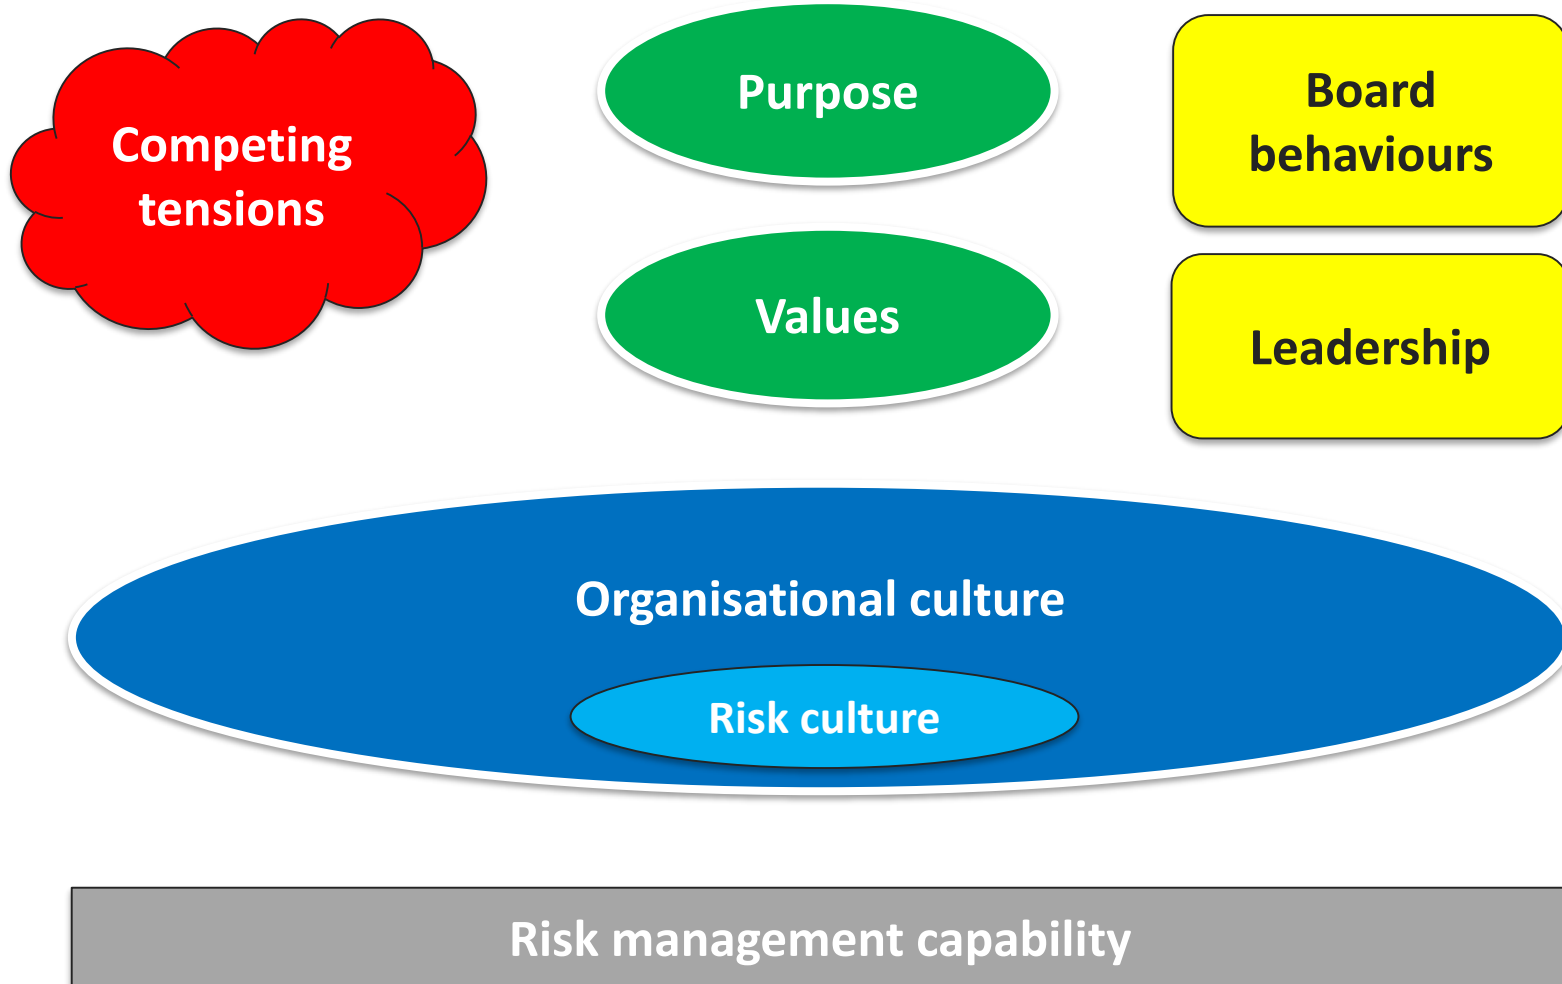 Competing
tensions
Purpose
Values
Board
behaviours
Leadership
Organisational culture
Risk culture
Risk management capability